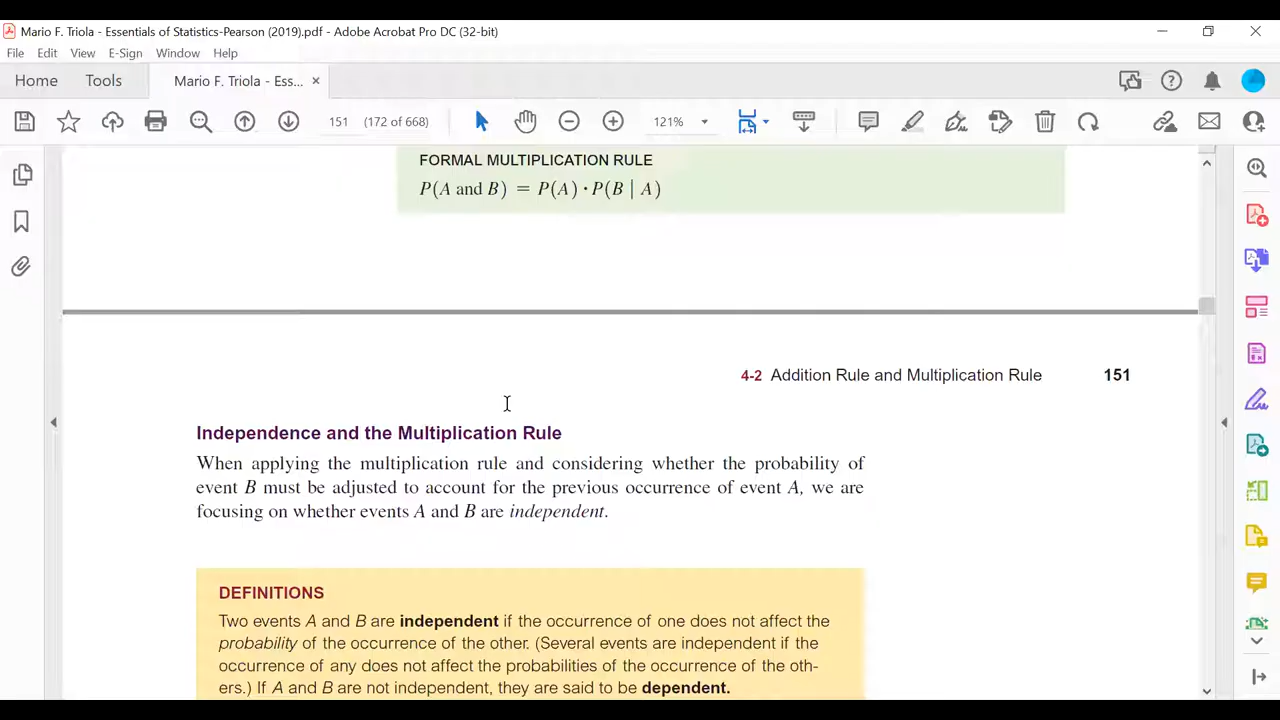 Mario F. Triola - Essentials of Statistics-Pearson (2019).pdf - Adobe Acrobat Pro DC (32-bit)
File Edit View E-Sign Window Help
Home Tools Mario F. Triola - Ess... ×
151 (172 of 668) 121%
FORMAL MULTIPLICATION RULE
P(A and B) = P(A) · P(B | A)
4-2 Addition Rule and Multiplication Rule 151
Independence and the Multiplication Rule
When applying the multiplication rule and considering whether the probability of
event B must be adjusted to account for the previous occurrence of event A, we are
focusing on whether events A and B are independent.
DEFINITIONS
Two events A and B are independent if the occurrence of one does not affect the
probability of the occurrence of the other. (Several events are independent if the
occurrence of any does not affect the probabilities of the occurrence of the oth-
ers.) If A and B are not independent, they are said to be dependent.